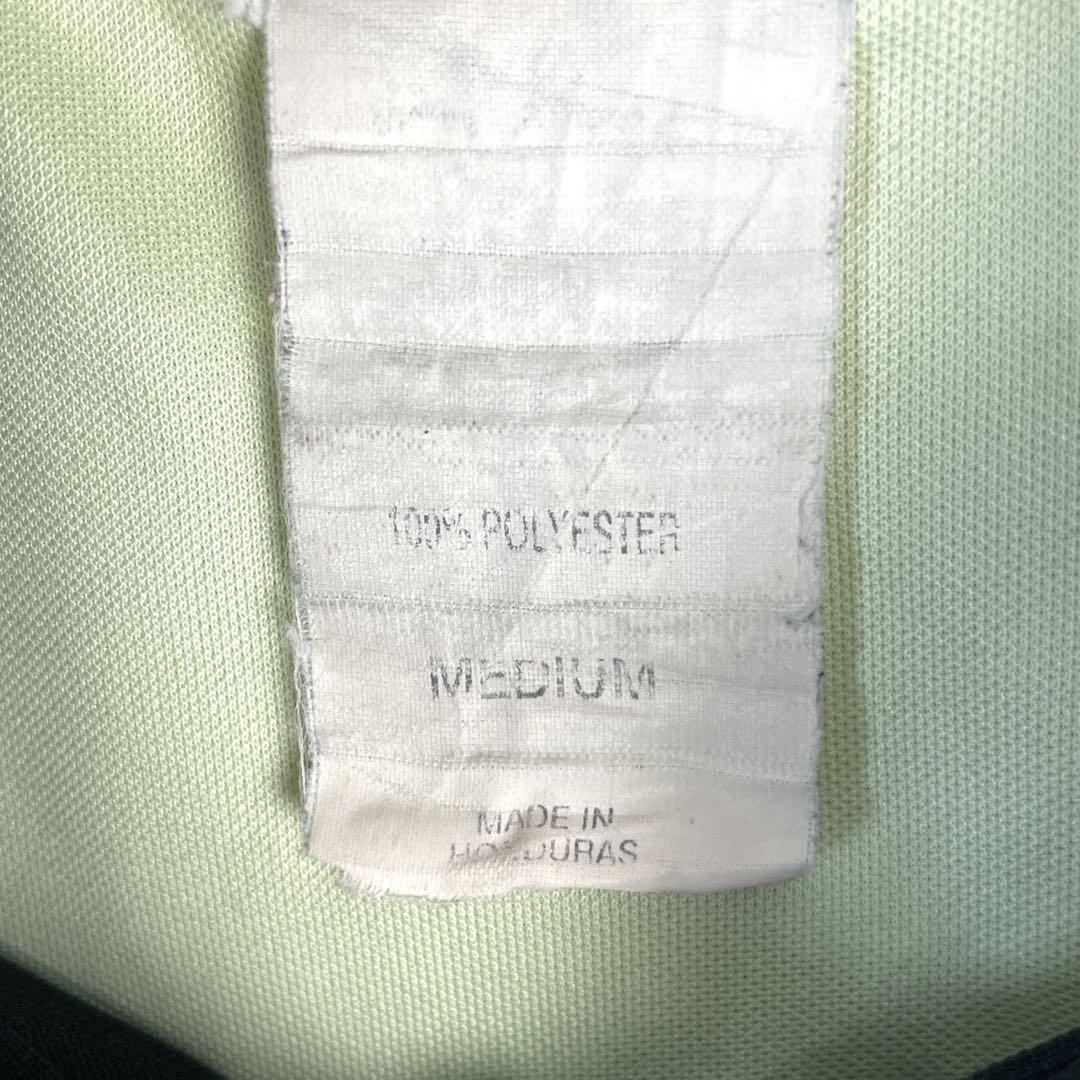 100% POLYESTER
MEDIUM
MADE IN
HONDURAS